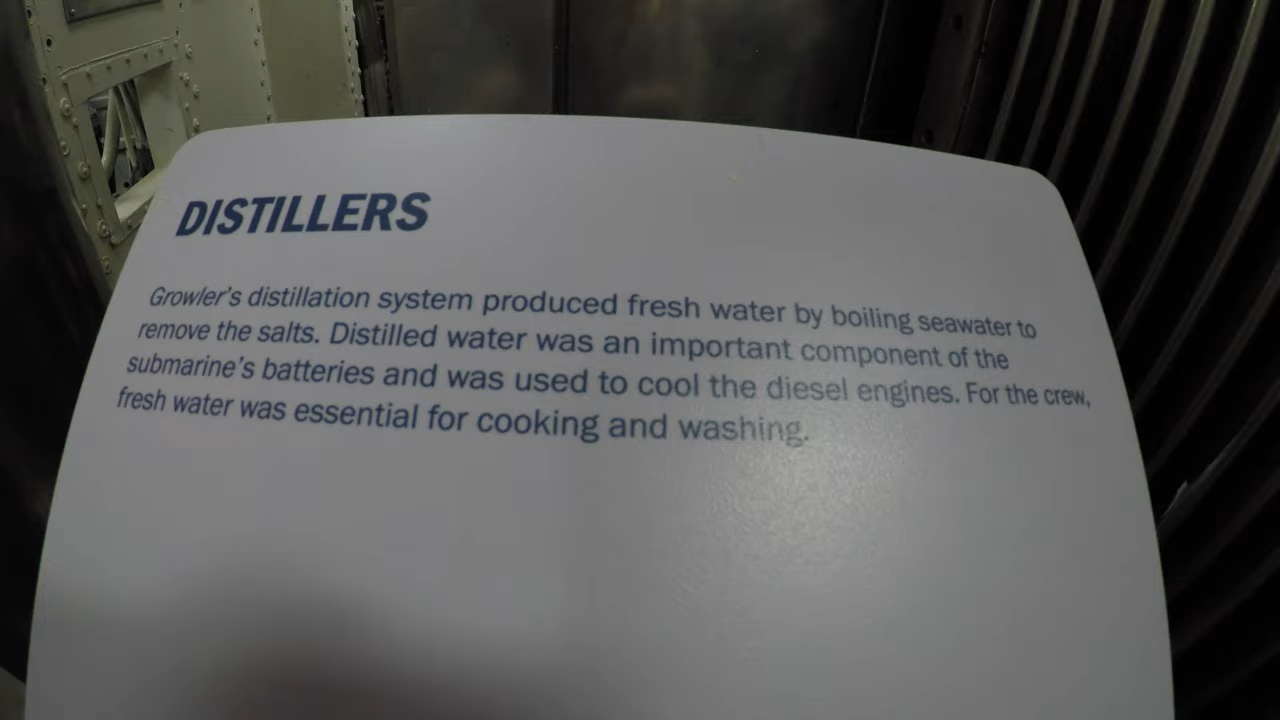 DISTILLERS
Growler's distillation system produced fresh water by boiling seawater to
remove the salts. Distilled water was an important component of the
submarine's batteries and was used to cool the diesel engines. For the crew,
fresh water was essential for cooking and washing.